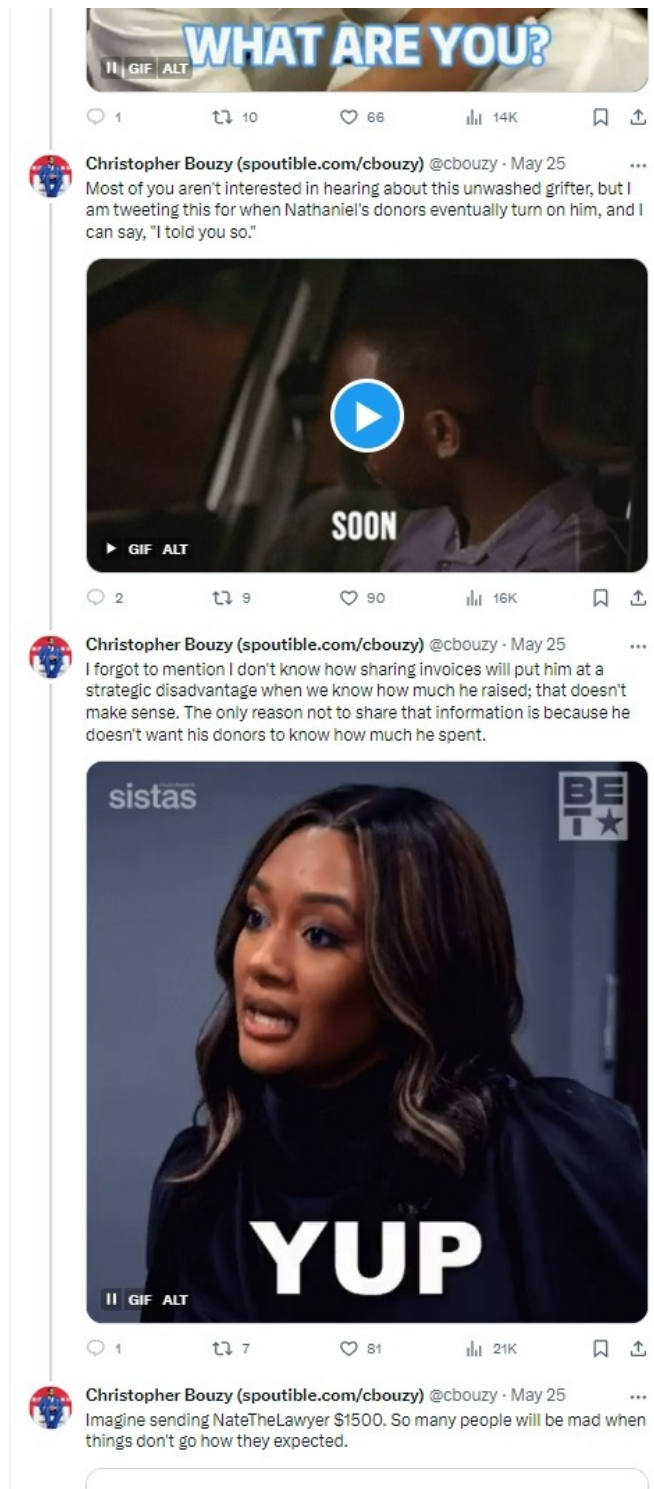 WHAT ARE YOU?
GIF ALT
1 10 66 14K
Christopher Bouzy (spoutible.com/cbouzy) @cbouzy · May 25
Most of you aren't interested in hearing about this unwashed grifter, but I
am tweeting this for when Nathaniel's donors eventually turn on him, and I
can say, "I told you so."
SOON
GIF ALT
2 9 90 16K
Christopher Bouzy (spoutible.com/cbouzy) @cbouzy · May 25
I forgot to mention I don't know how sharing invoices will put him at a
strategic disadvantage when we know how much he raised; that doesn't
make sense. The only reason not to share that information is because he
doesn't want his donors to know how much he spent.
sistas
BE
T★
YUP
GIF ALT
1 7 81 21K
Christopher Bouzy (spoutible.com/cbouzy) @cbouzy · May 25
Imagine sending NateTheLawyer $1500. So many people will be mad when
things don't go how they expected.